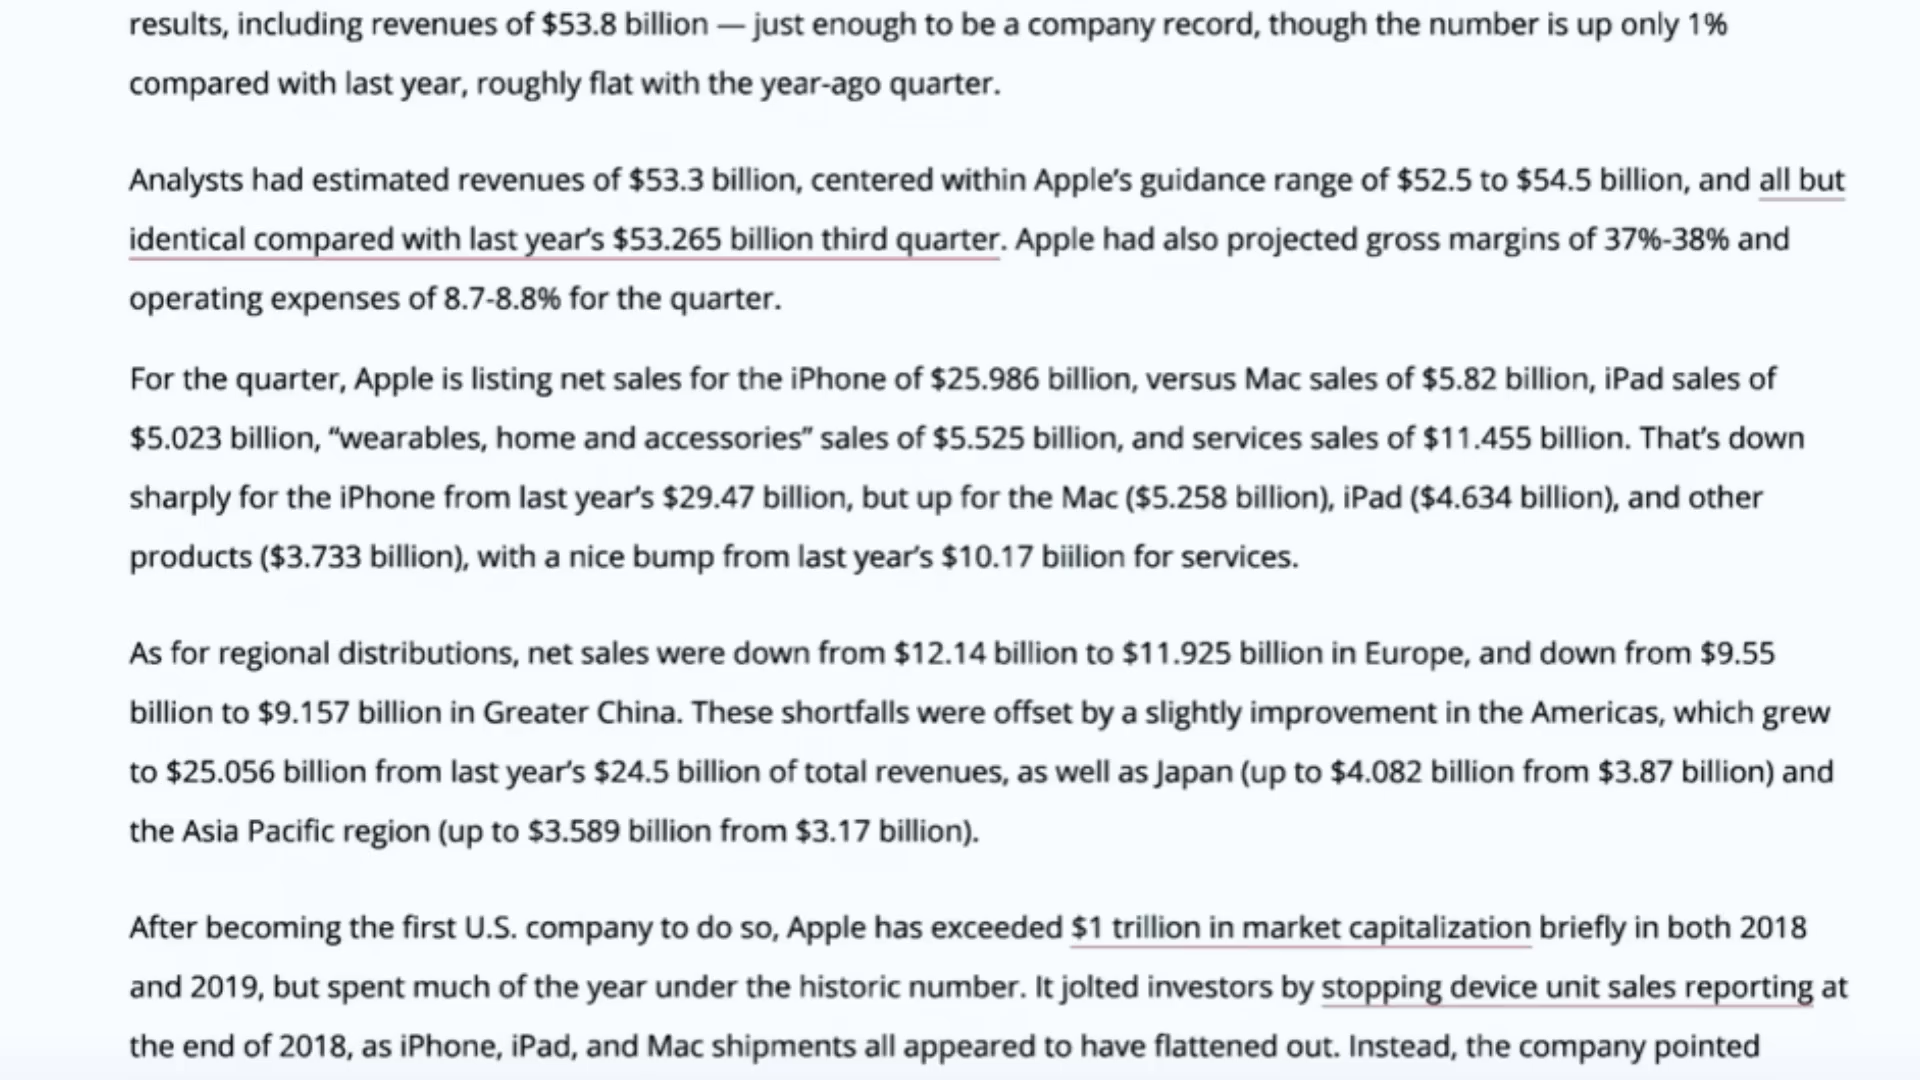 results, including revenues of $53.8 billion — just enough to be a company record, though the number is up only 1%
compared with last year, roughly flat with the year-ago quarter.
Analysts had estimated revenues of $53.3 billion, centered within Apple’s guidance range of $52.5 to $54.5 billion, and all but
identical compared with last year’s $53.265 billion third quarter. Apple had also projected gross margins of 37%-38% and
operating expenses of 8.7-8.8% for the quarter.
For the quarter, Apple is listing net sales for the iPhone of $25.986 billion, versus Mac sales of $5.82 billion, iPad sales of
$5.023 billion, “wearables, home and accessories” sales of $5.525 billion, and services sales of $11.455 billion. That’s down
sharply for the iPhone from last year’s $29.47 billion, but up for the Mac ($5.258 billion), iPad ($4.634 billion), and other
products ($3.733 billion), with a nice bump from last year’s $10.17 biilion for services.
As for regional distributions, net sales were down from $12.14 billion to $11.925 billion in Europe, and down from $9.55
billion to $9.157 billion in Greater China. These shortfalls were offset by a slightly improvement in the Americas, which grew
to $25.056 billion from last year’s $24.5 billion of total revenues, as well as Japan (up to $4.082 billion from $3.87 billion) and
the Asia Pacific region (up to $3.589 billion from $3.17 billion).
After becoming the first U.S. company to do so, Apple has exceeded $1 trillion in market capitalization briefly in both 2018
and 2019, but spent much of the year under the historic number. It jolted investors by stopping device unit sales reporting at
the end of 2018, as iPhone, iPad, and Mac shipments all appeared to have flattened out. Instead, the company pointed